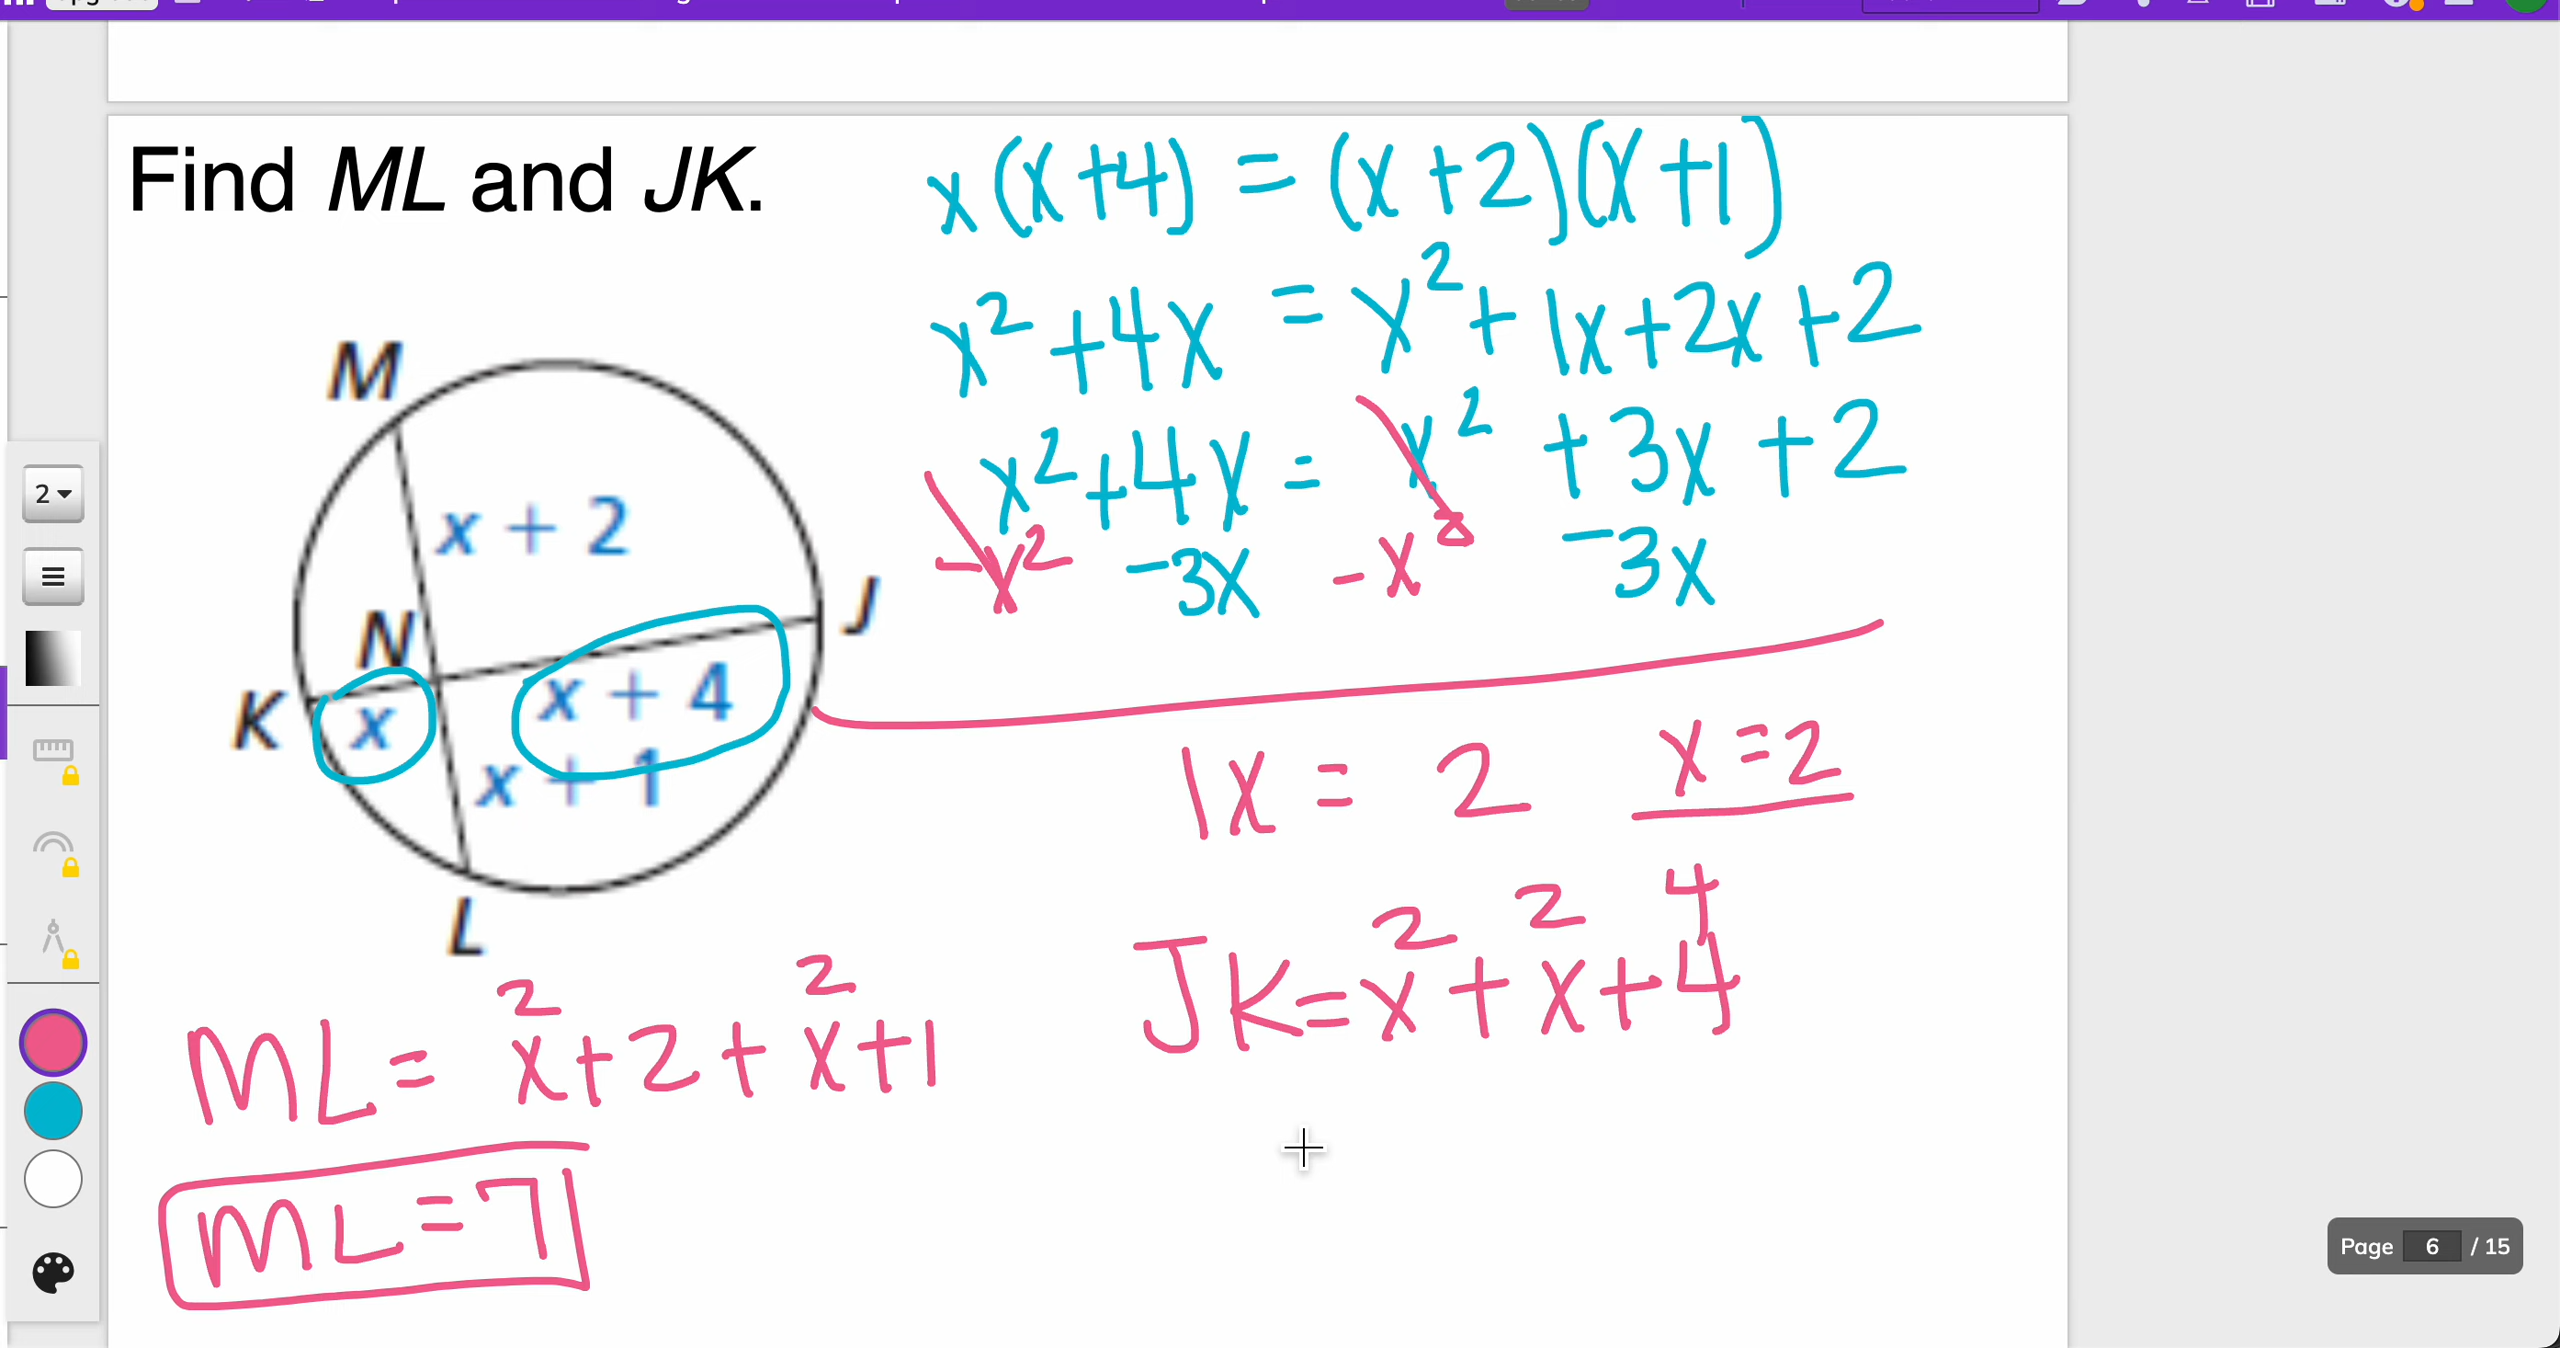 Find ML and JK.
x(x+4) = (x+2)(x+1)
x²+4x = x²+1x+2x+2
x²+4x = x² +3x+2
-x² -3x -x² -3x
M
x + 2
J
N
K
x
x + 4
x + 1
L
1x = 2
x=2
2 2 4
JK=x+x+4
2 2
ML= x+2+x+1
ML=7
2
Page 6 / 15